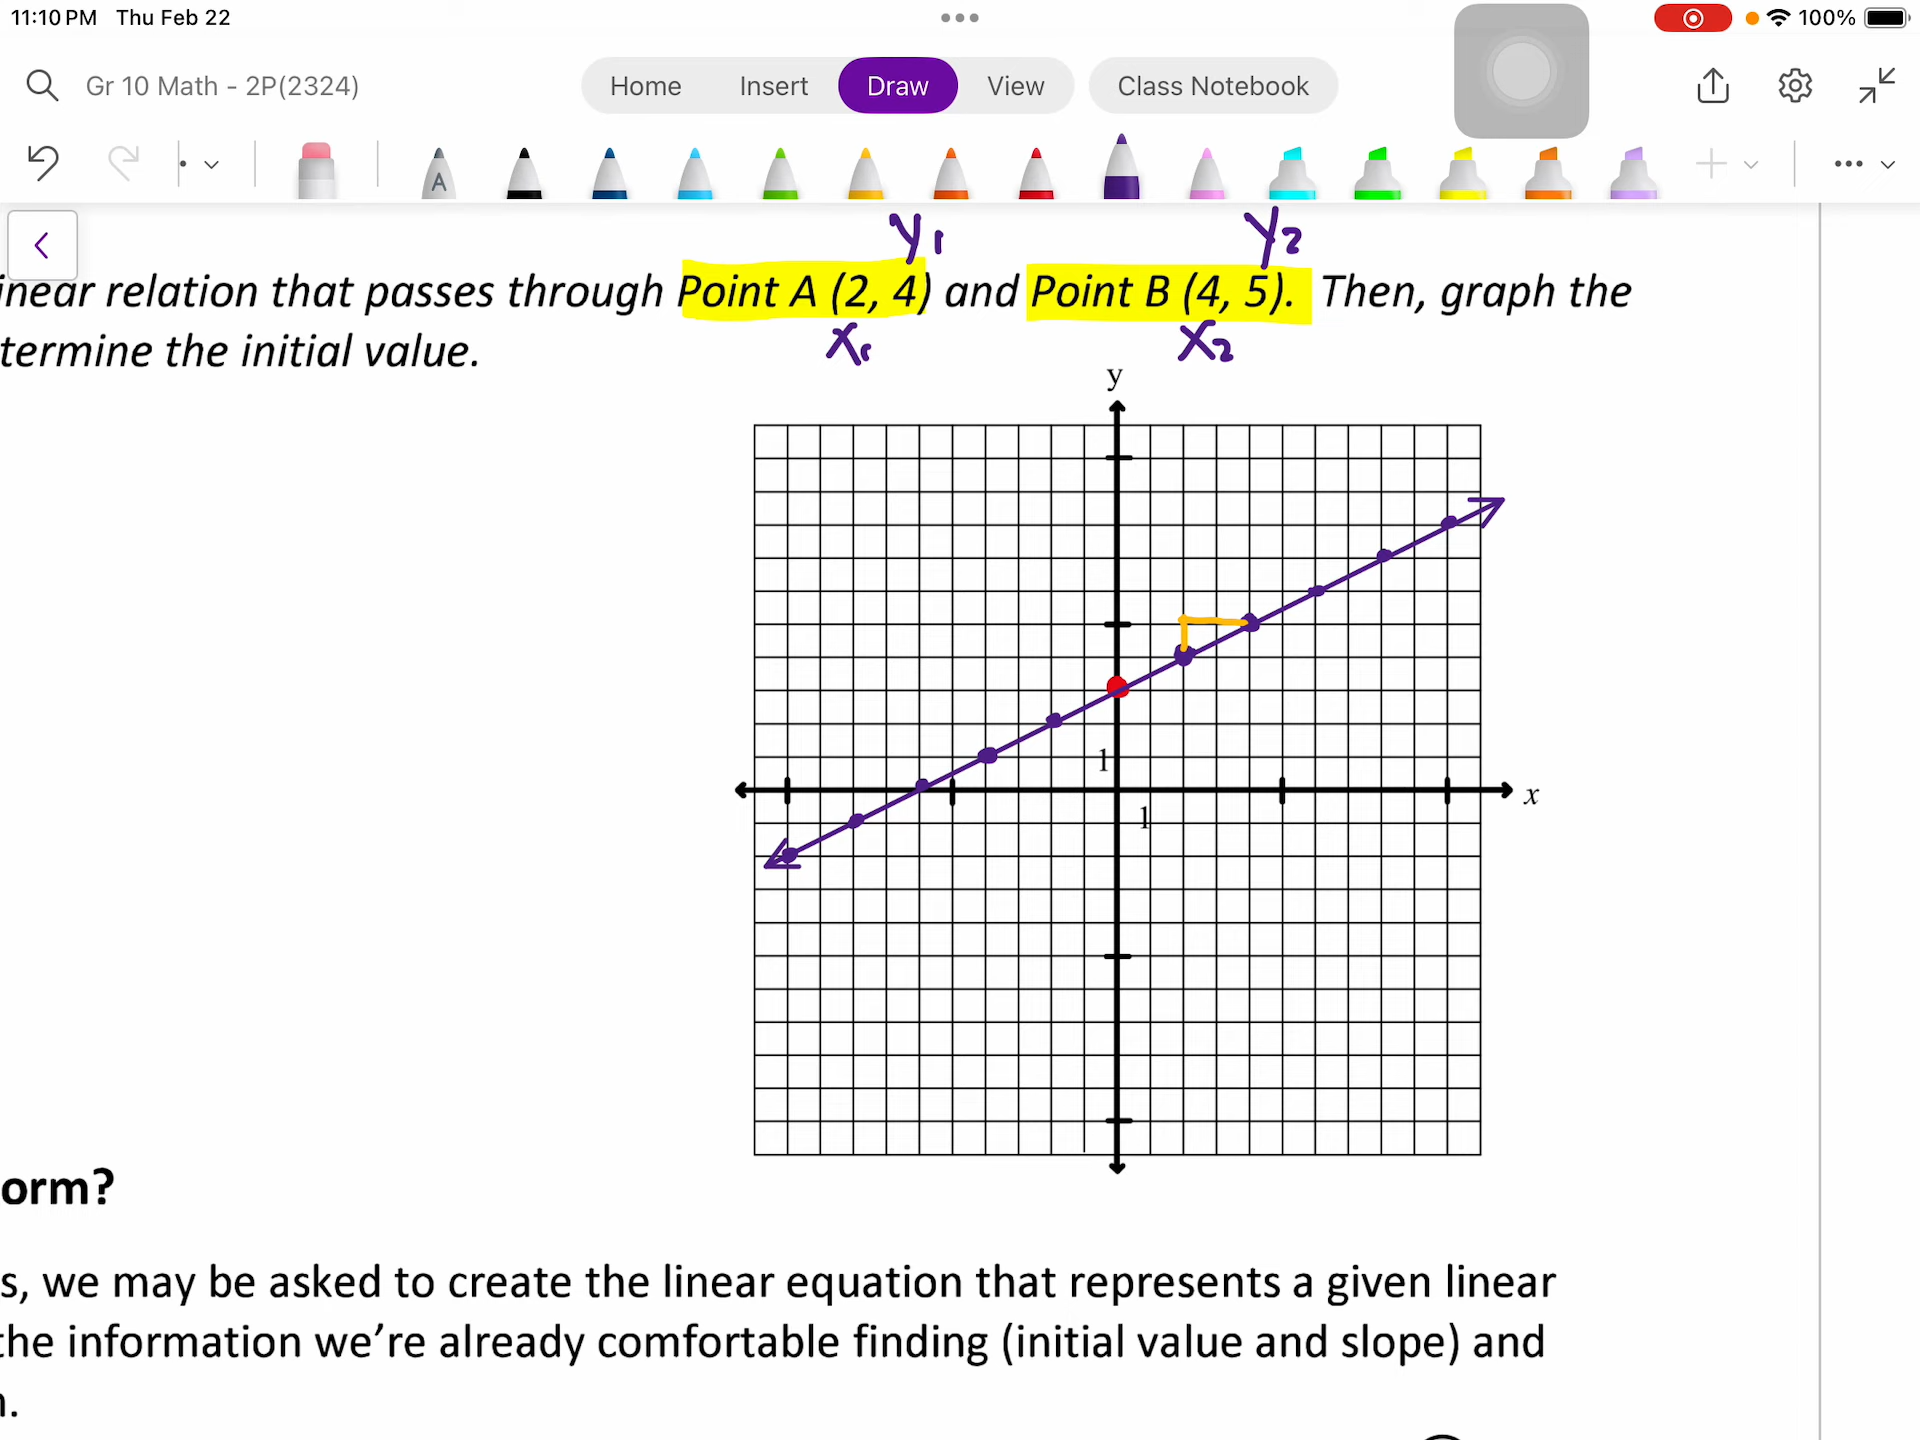 11:10 PM Thu Feb 22
100%
Gr 10 Math - 2P(2324)
Home Insert Draw View Class Notebook
A
y1 y2
inear relation that passes through Point A (2, 4) and Point B (4, 5). Then, graph the
x1 x2
termine the initial value.
y
1
x
1
orm?
s, we may be asked to create the linear equation that represents a given linear
the information we’re already comfortable finding (initial value and slope) and